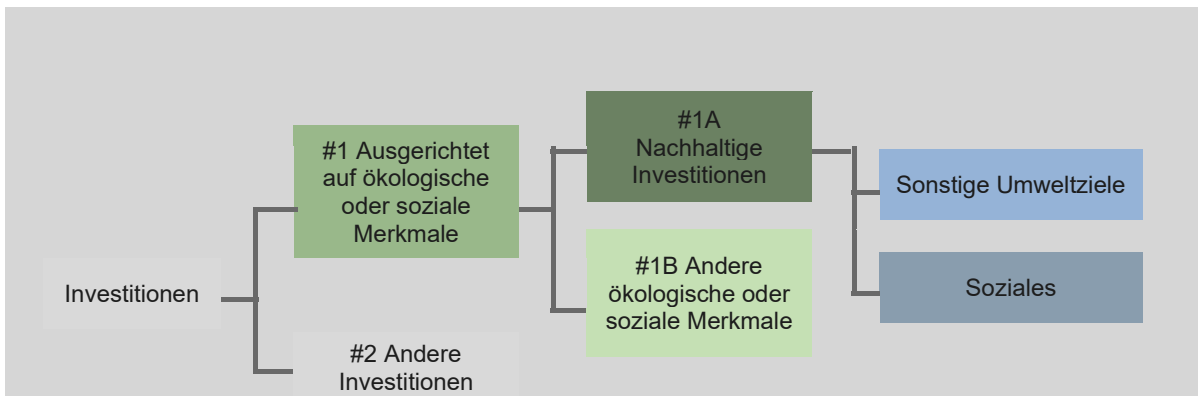 Investitionen
#1 Ausgerichtet
auf ökologische
oder soziale
Merkmale
#2 Andere
Investitionen
#1A
Nachhaltige
Investitionen
#1B Andere
ökologische oder
soziale Merkmale
Sonstige Umweltziele
Soziales